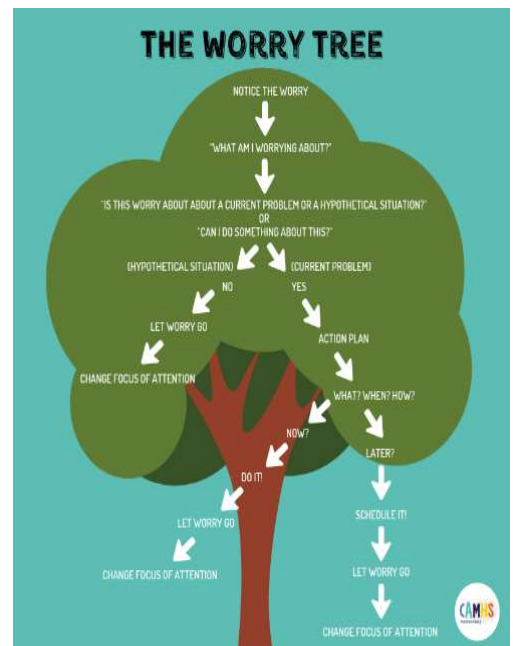 THE WORRY TREE
NOTICE THE WORRY
"WHAT AM I WORRYING ABOUT?"
"IS THIS WORRY ABOUT ABOUT A CURRENT PROBLEM OR A HYPOTHETICAL SITUATION?"
OR
"CAN I DO SOMETHING ABOUT THIS?"
(HYPOTHETICAL SITUATION)
(CURRENT PROBLEM)
NO
YES
LET WORRY GO
ACTION PLAN
CHANGE FOCUS OF ATTENTION
WHAT? WHEN? HOW?
NOW?
LATER?
DO IT!
SCHEDULE IT!
LET WORRY GO
LET WORRY GO
CHANGE FOCUS OF ATTENTION
CHANGE FOCUS OF ATTENTION
CAMHS